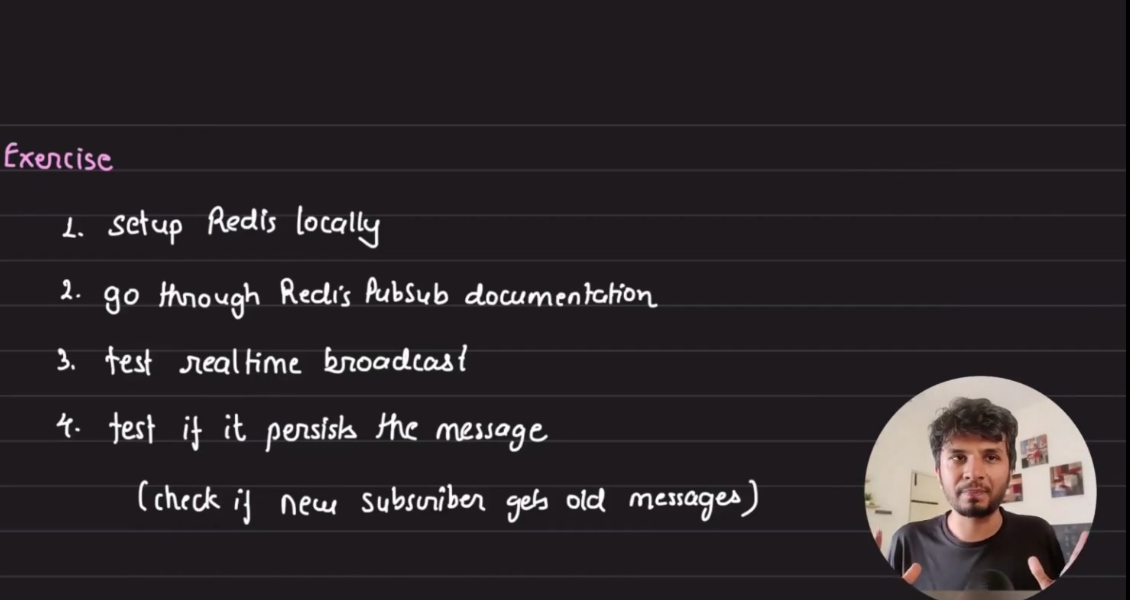 Exercise
1. setup Redis locally
2. go through Redis PubSub documentation
3. test realtime broadcast
4. test if it persists the message
(check if new subscriber gets old messages)